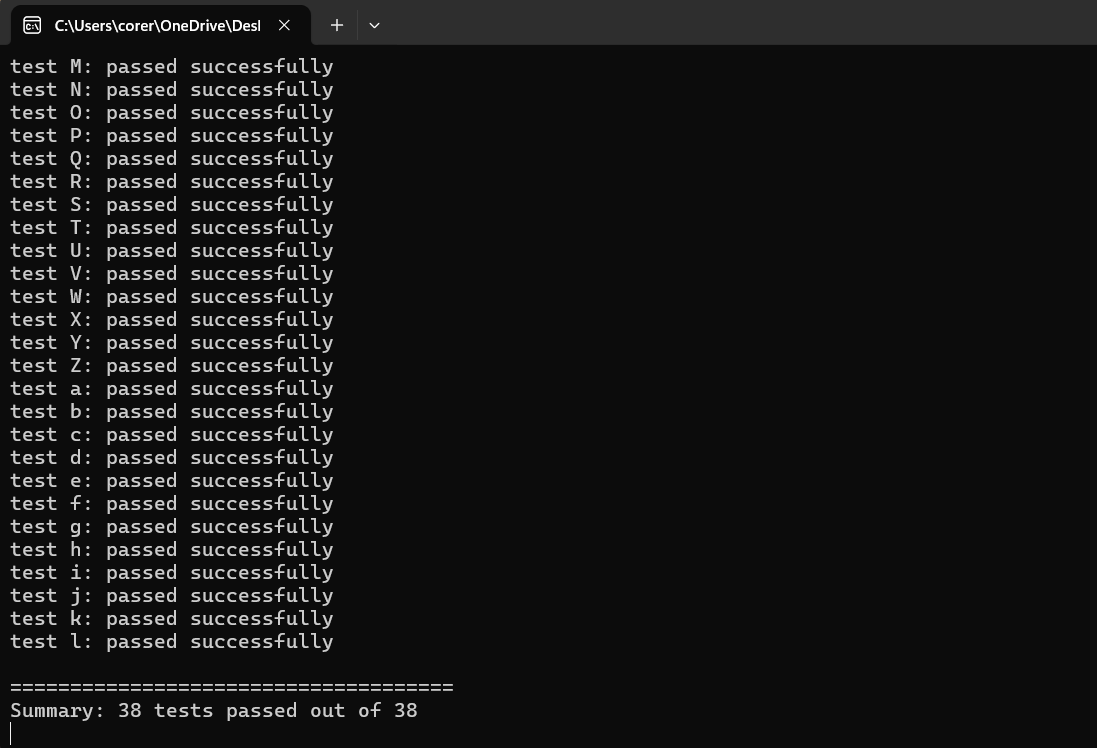 C:\Users\corer\OneDrive\Desl
test M: passed successfully
test N: passed successfully
test O: passed successfully
test P: passed successfully
test Q: passed successfully
test R: passed successfully
test S: passed successfully
test T: passed successfully
test U: passed successfully
test V: passed successfully
test W: passed successfully
test X: passed successfully
test Y: passed successfully
test Z: passed successfully
test a: passed successfully
test b: passed successfully
test c: passed successfully
test d: passed successfully
test e: passed successfully
test f: passed successfully
test g: passed successfully
test h: passed successfully
test i: passed successfully
test j: passed successfully
test k: passed successfully
test l: passed successfully
=====================================
Summary: 38 tests passed out of 38